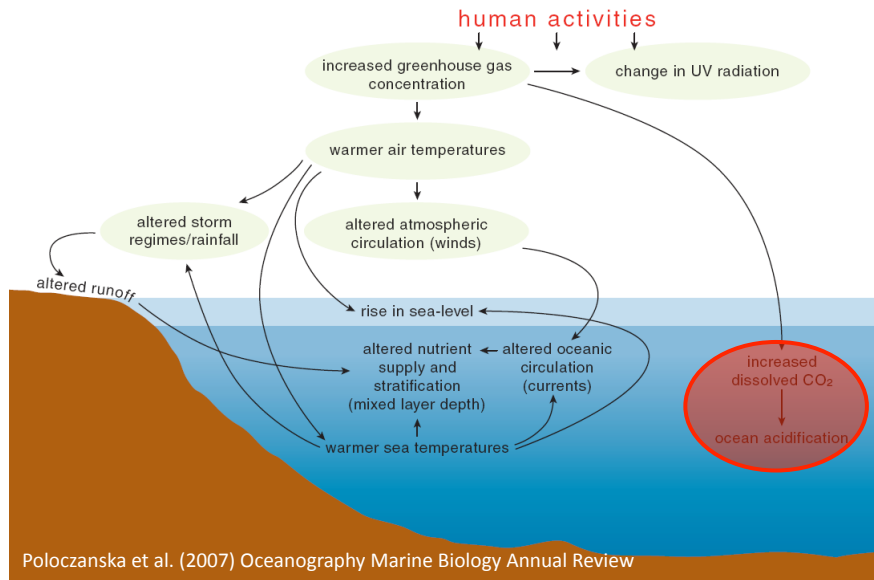 human activities
increased greenhouse gas
concentration
change in UV radiation
warmer air temperatures
altered storm
regimes/rainfall
altered atmospheric
circulation (winds)
altered runoff
rise in sea-level
altered nutrient
supply and
stratification
(mixed layer depth)
altered oceanic
circulation
(currents)
increased
dissolved CO₂
ocean acidification
warmer sea temperatures
Poloczanska et al. (2007) Oceanography Marine Biology Annual Review